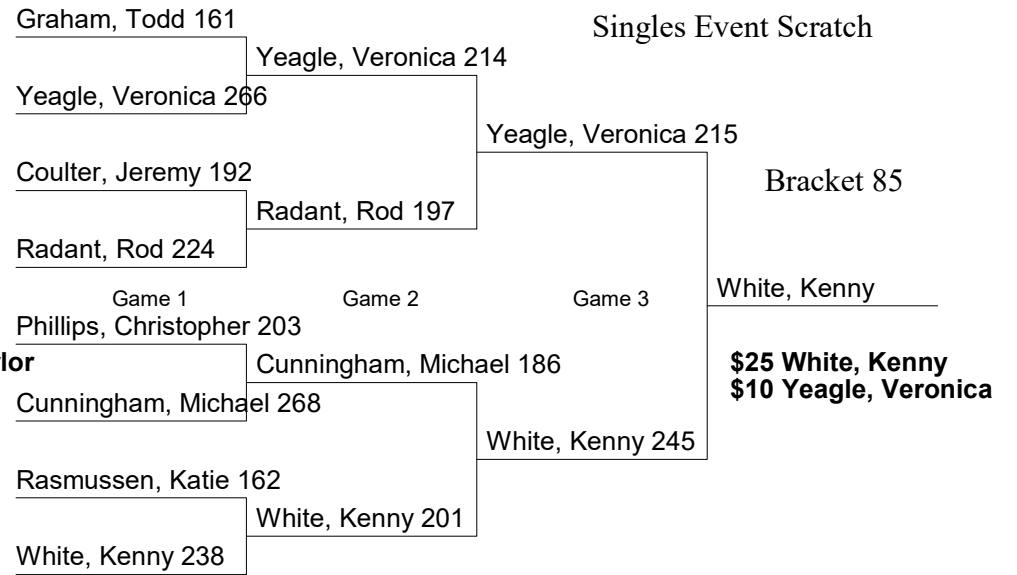 Graham, Todd 161
Singles Event Scratch
Yeagle, Veronica 214
Yeagle, Veronica 266
Yeagle, Veronica 215
Coulter, Jeremy 192
Bracket 85
Radant, Rod 197
Radant, Rod 224
Game 1
Game 2
Game 3
White, Kenny
Phillips, Christopher 203
lor
Cunningham, Michael 186
$25 White, Kenny
$10 Yeagle, Veronica
Cunningham, Michael 268
White, Kenny 245
Rasmussen, Katie 162
White, Kenny 201
White, Kenny 238